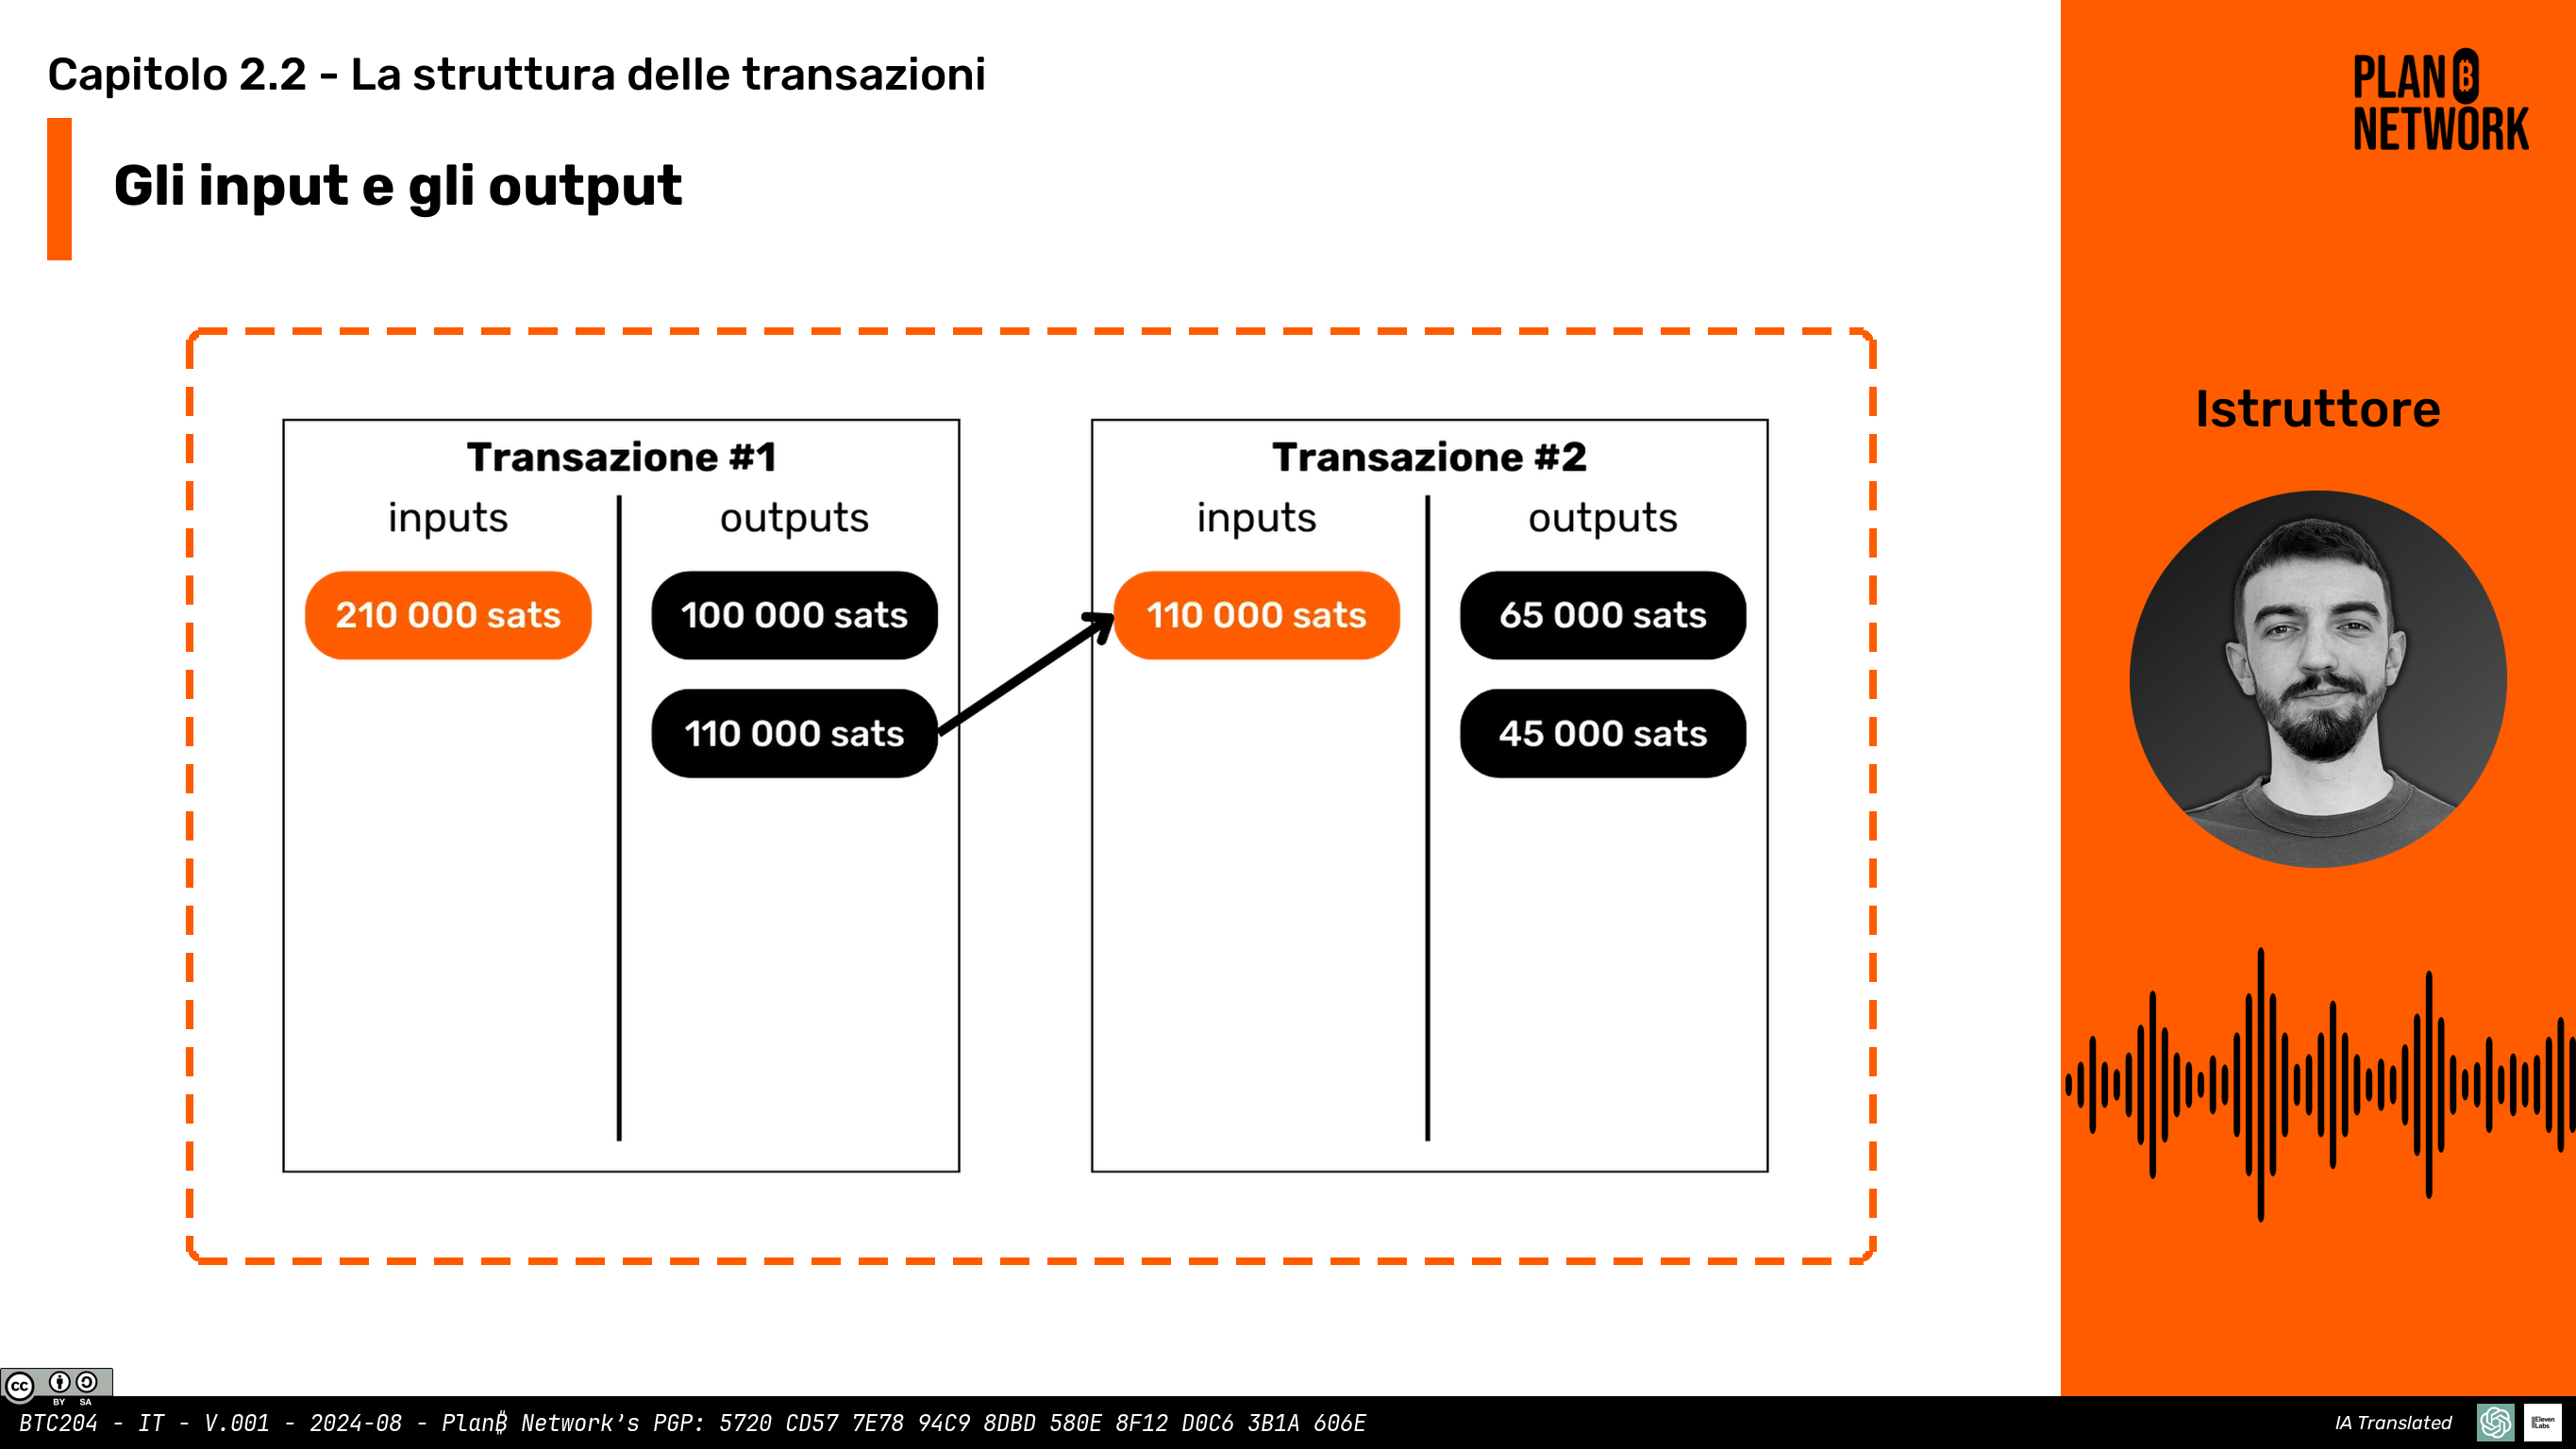 Capitolo 2.2 - La struttura delle transazioni
Gli input e gli output
PLAN ₿
NETWORK
Istruttore
Transazione #1
inputs
outputs
210 000 sats
100 000 sats
110 000 sats
Transazione #2
inputs
outputs
110 000 sats
65 000 sats
45 000 sats
cc
BY SA
BTC204 - IT - V.001 - 2024-08 - Plan₿ Network’s PGP: 5720 CD57 7E78 94C9 8DBD 580E 8F12 D0C6 3B1A 606E
IA Translated
ElevenLabs